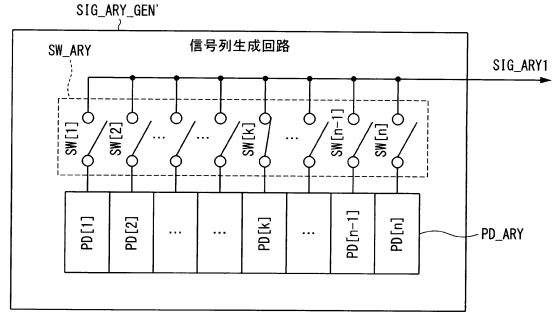 SIG_ARY_GEN'
信号列生成回路
SW_ARY
SIG_ARY1
SW[1]
SW[2]
...
...
SW[k]
...
SW[n-1]
SW[n]
PD[1]
PD[2]
...
...
PD[k]
...
PD[n-1]
PD[n]
PD_ARY